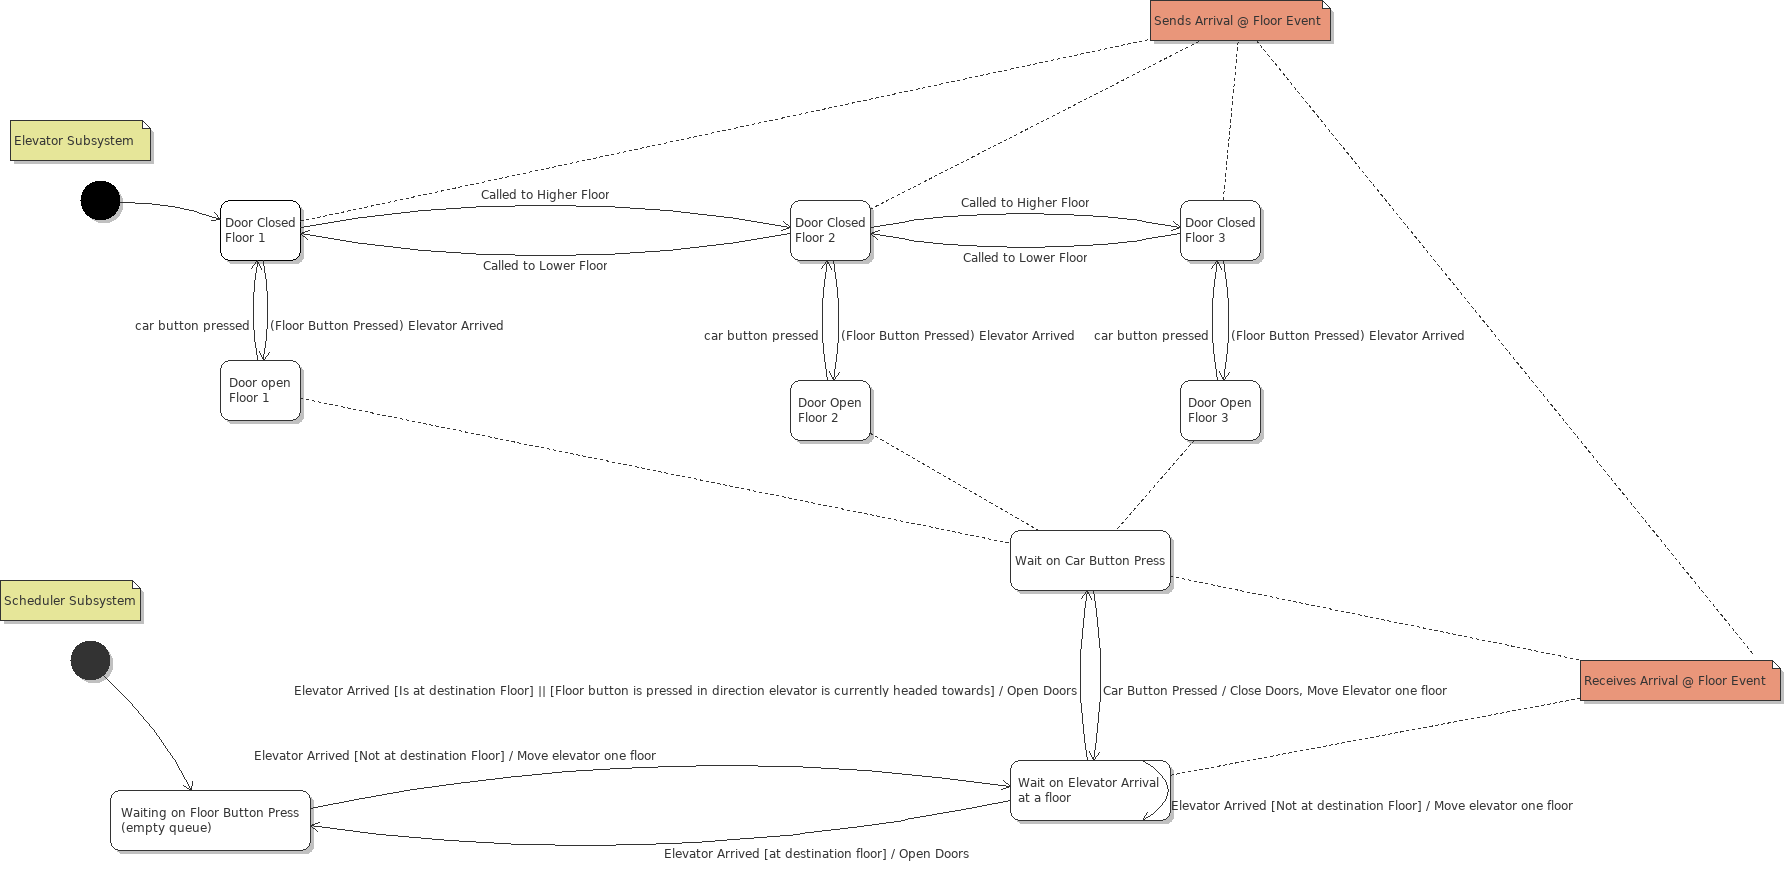 Sends Arrival @ Floor Event
Elevator Subsystem
Called to Higher Floor
Called to Higher Floor
Door Closed
Floor 1
Door Closed
Floor 2
Door Closed
Floor 3
Called to Lower Floor
Called to Lower Floor
car button pressed
(Floor Button Pressed) Elevator Arrived
car button pressed
(Floor Button Pressed) Elevator Arrived
car button pressed
(Floor Button Pressed) Elevator Arrived
Door open
Floor 1
Door Open
Floor 2
Door Open
Floor 3
Wait on Car Button Press
Scheduler Subsystem
Receives Arrival @ Floor Event
Elevator Arrived [Is at destination Floor] || [Floor button is pressed in direction elevator is currently headed towards] / Open Doors
Car Button Pressed / Close Doors, Move Elevator one floor
Elevator Arrived [Not at destination Floor] / Move elevator one floor
Wait on Elevator Arrival
at a floor
Elevator Arrived [Not at destination Floor] / Move elevator one floor
Waiting on Floor Button Press
(empty queue)
Elevator Arrived [at destination floor] / Open Doors